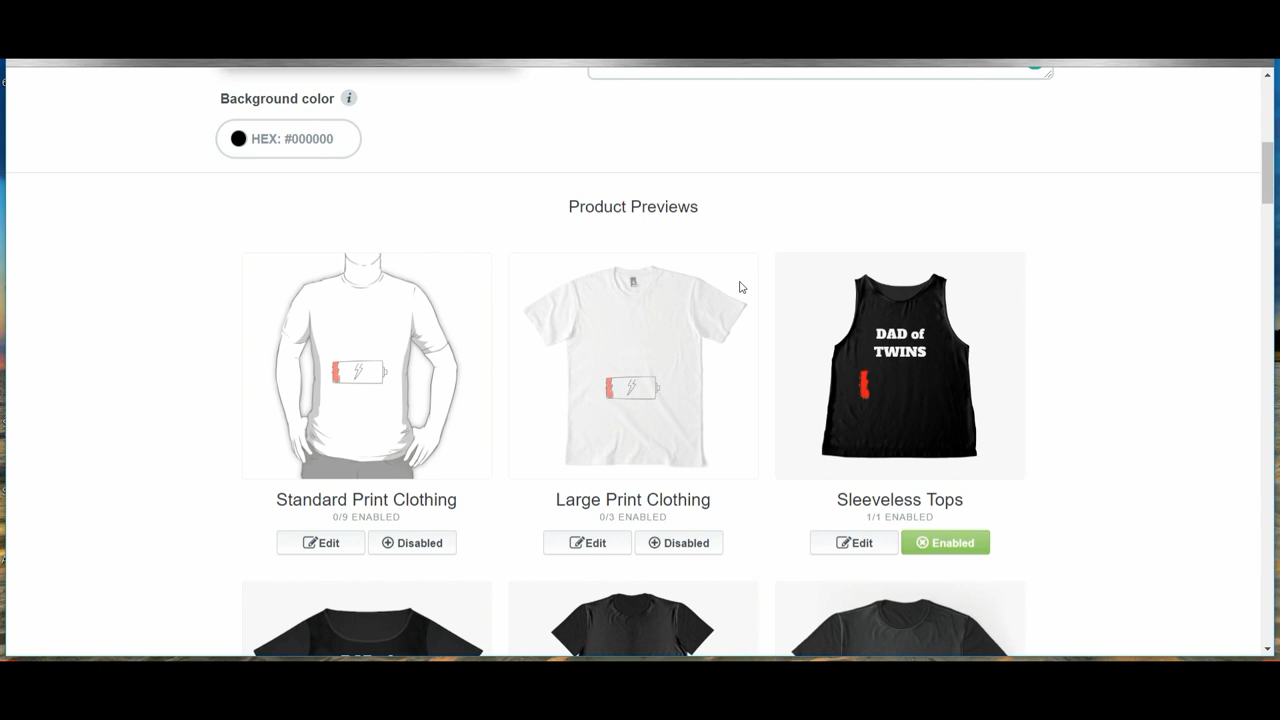 Background color i
HEX: #000000
Product Previews
DAD of
TWINS
Standard Print Clothing
0/9 ENABLED
Edit
Disabled
Large Print Clothing
0/3 ENABLED
Edit
Disabled
Sleeveless Tops
1/1 ENABLED
Edit
Enabled